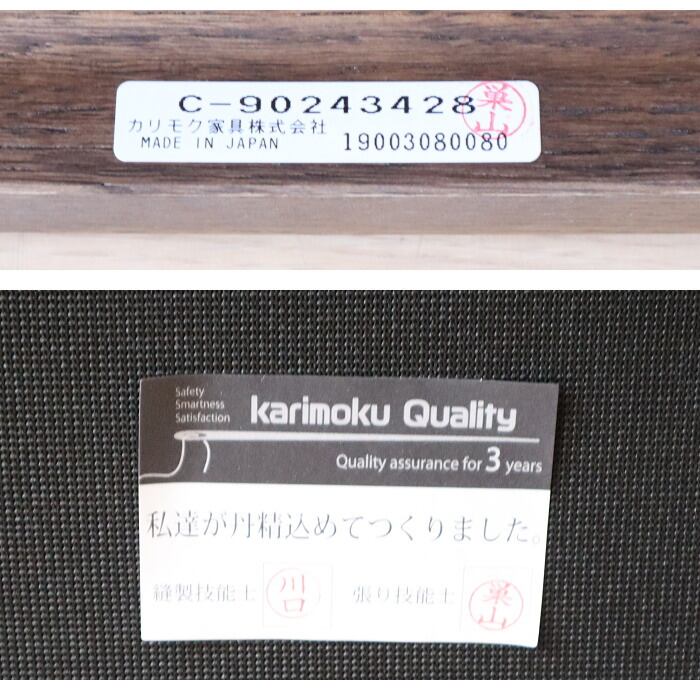 C-90243428
巣山
カリモク家具株式会社
MADE IN JAPAN 19003080080
Safety
Smartness
Satisfaction
karimoku Quality
Quality assurance for 3 years
私達が丹精込めてつくりました。
縫製技能士 川口 張り技能士 巣山